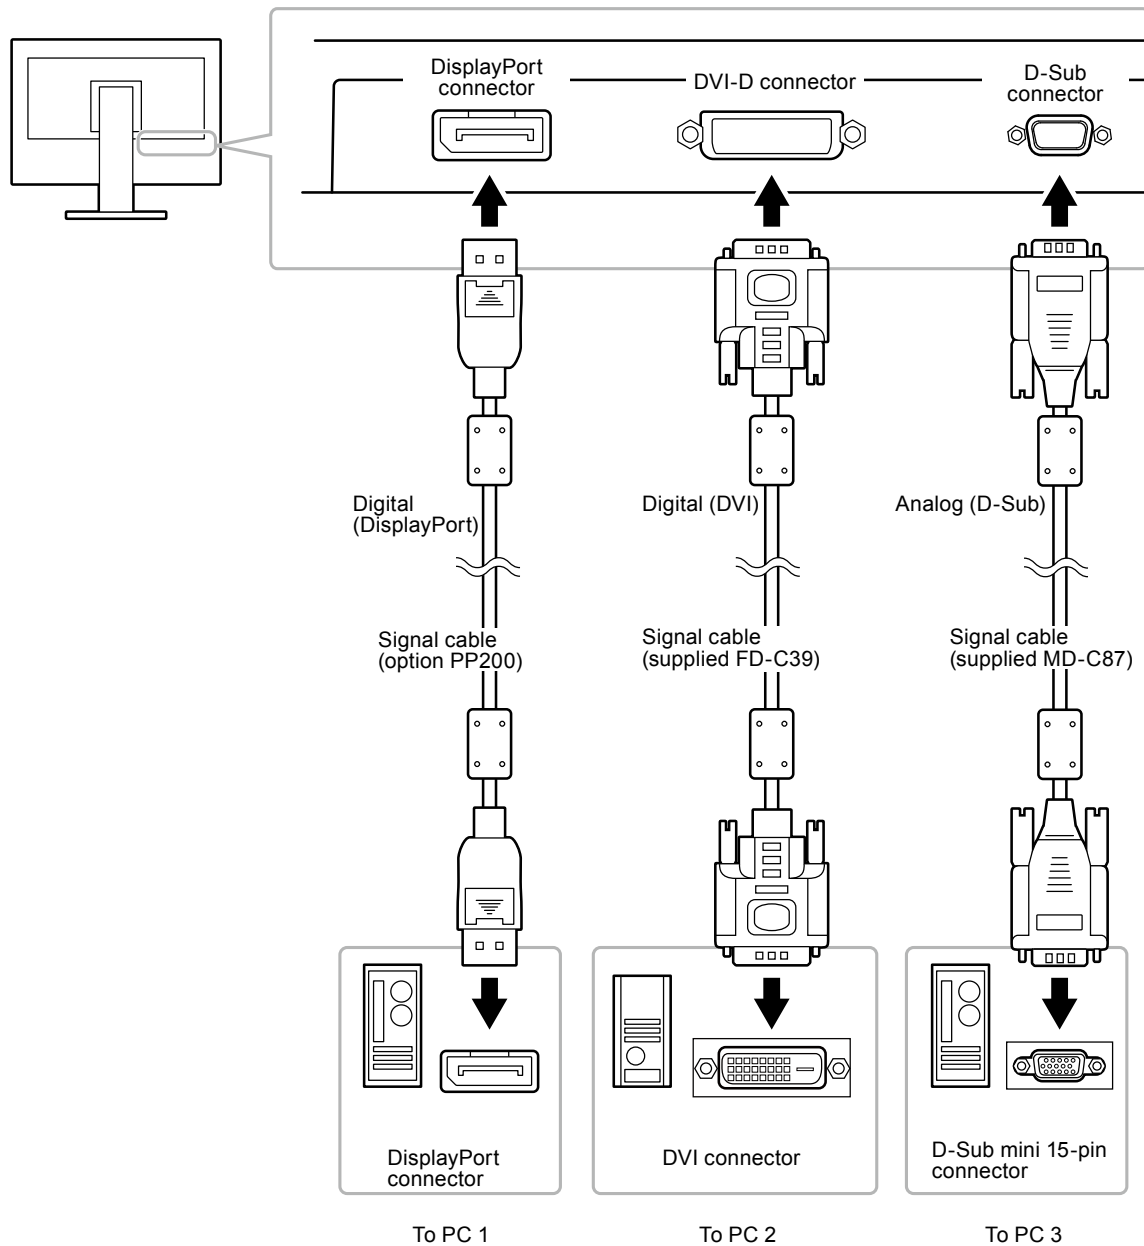 DisplayPort
connector
DVI-D connector
D-Sub
connector
Digital
(DisplayPort)
Digital (DVI)
Analog (D-Sub)
Signal cable
(option PP200)
Signal cable
(supplied FD-C39)
Signal cable
(supplied MD-C87)
DisplayPort
connector
DVI connector
D-Sub mini 15-pin
connector
To PC 1
To PC 2
To PC 3